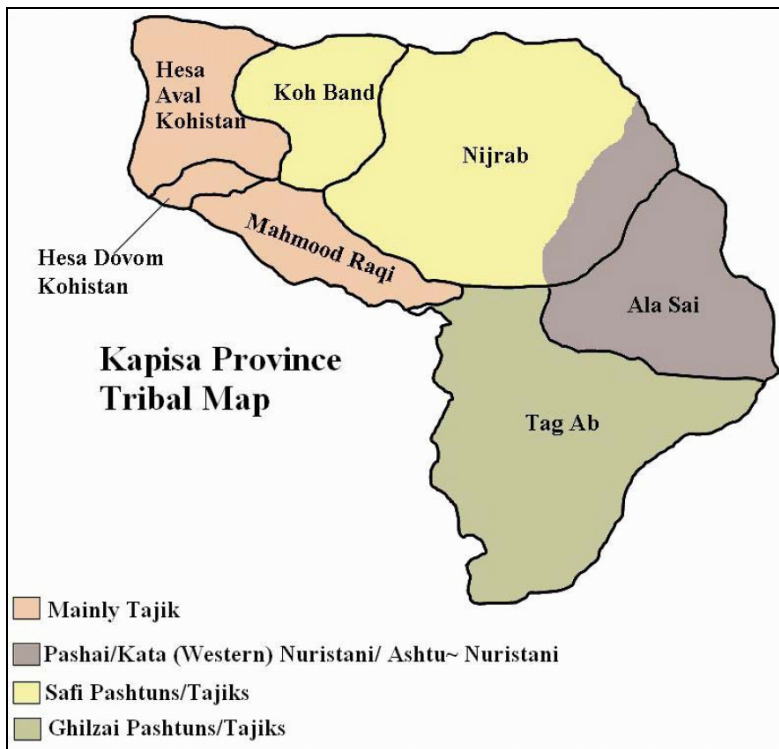 Hesa
Aval
Kohistan
Koh Band
Nijrab
Mahmood Raqi
Hesa Dovom
Kohistan
Ala Sai
Kapisa Province
Tribal Map
Tag Ab
Mainly Tajik
Pashai/Kata (Western) Nuristani/ Ashtu~ Nuristani
Safi Pashtuns/Tajiks
Ghilzai Pashtuns/Tajiks